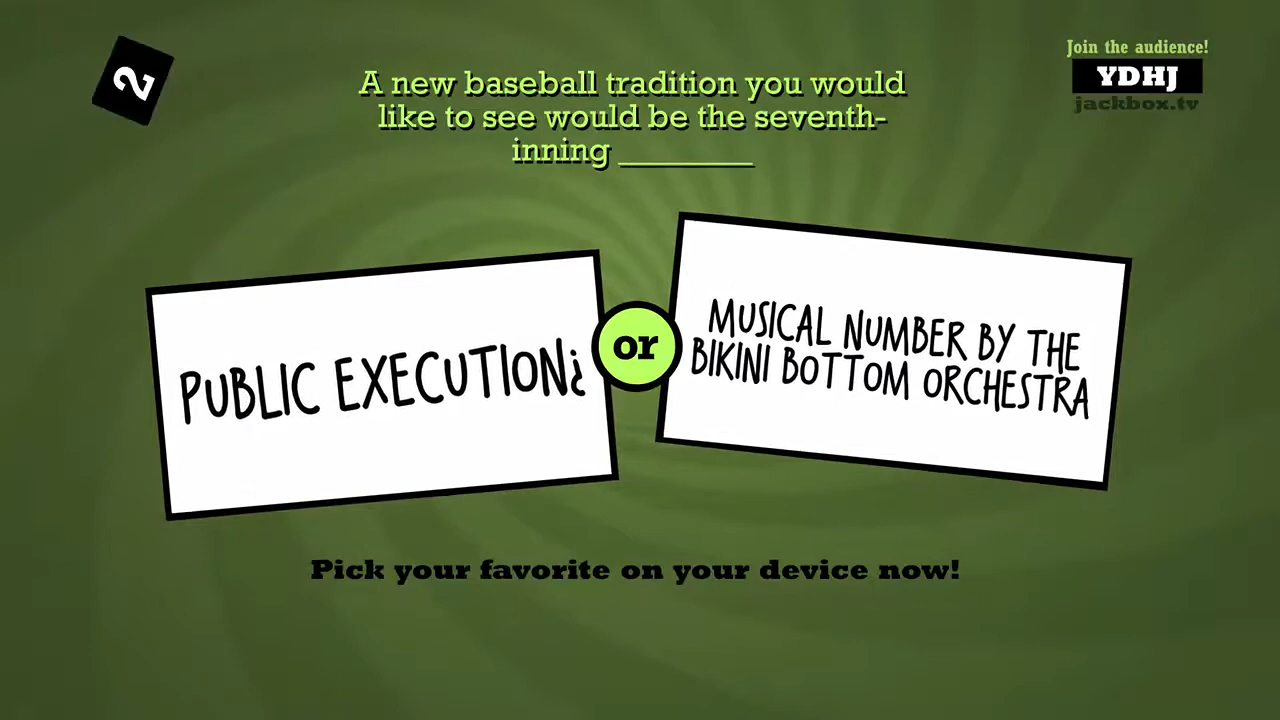 2
Join the audience!
YDHJ
jackbox.tv
A new baseball tradition you would
like to see would be the seventh-
inning ________
PUBLIC EXECUTION¿
or
MUSICAL NUMBER BY THE
BIKINI BOTTOM ORCHESTRA
Pick your favorite on your device now!